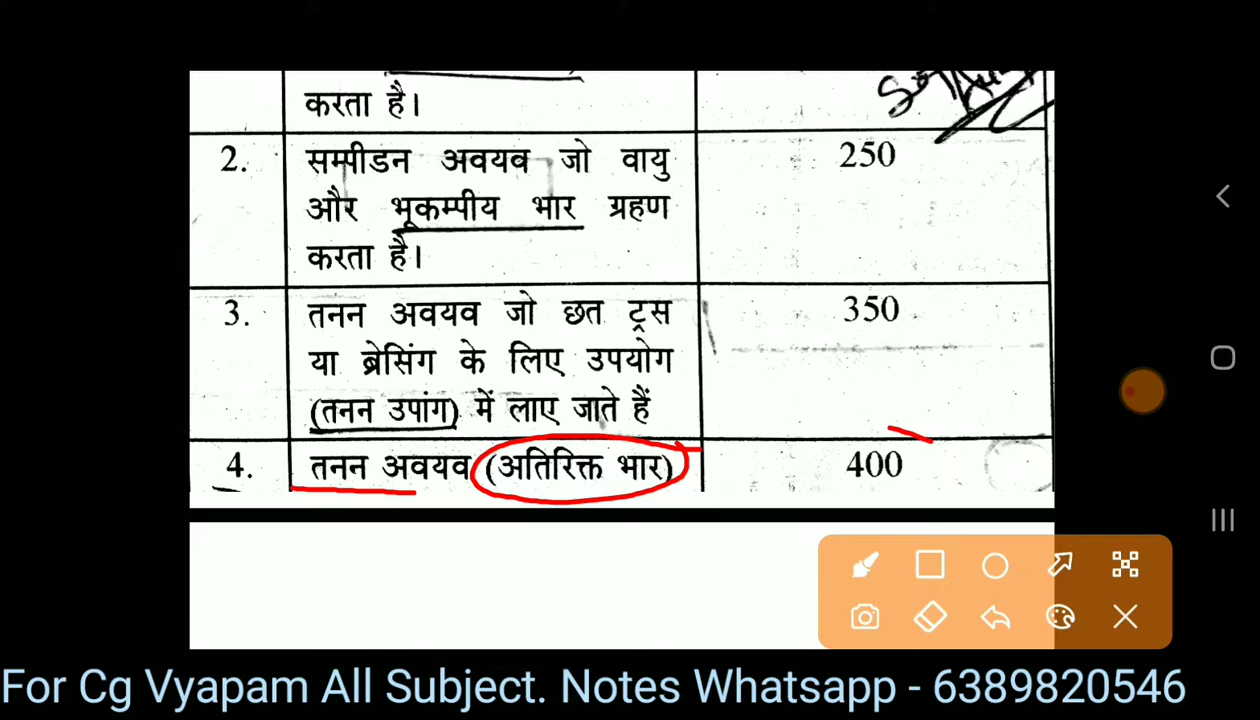 करता है।
2. सम्पीडन अवयव जो वायु 250
और भूकम्पीय भार ग्रहण
करता है।
3. तनन अवयव जो छत ट्रस 350
या ब्रेसिंग के लिए उपयोग
(तनन उपांग) में लाए जाते हैं
4. तनन अवयव (अतिरिक्त भार) 400
For Cg Vyapam All Subject. Notes Whatsapp - 6389820546